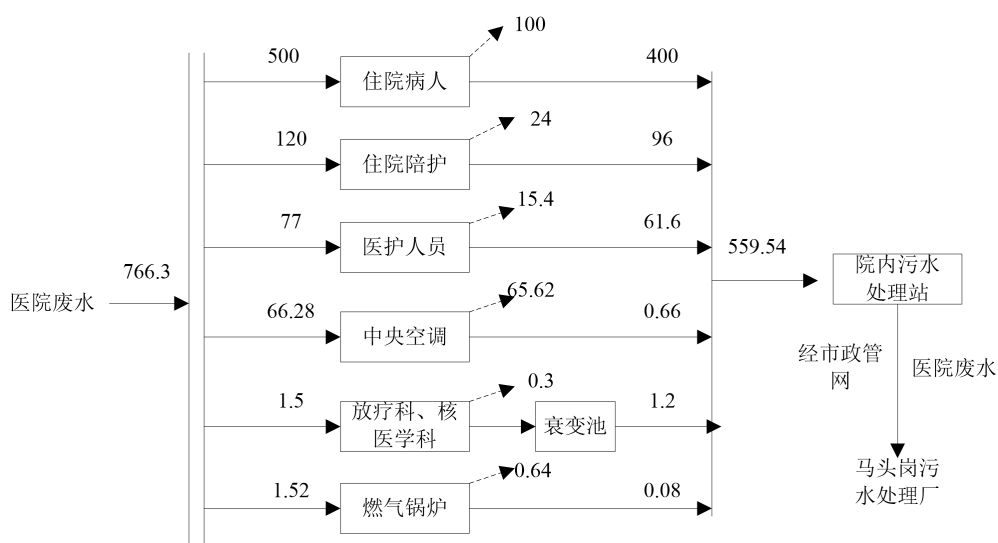 100
500
住院病人
400
24
120
住院陪护
96
15.4
77
医护人员
61.6
559.54
院内污水
处理站
766.3
医院废水
65.62
66.28
中央空调
0.66
经市政管
网
医院废水
0.3
1.5
放疗科、核
医学科
衰变池
1.2
马头岗污
水处理厂
0.64
1.52
燃气锅炉
0.08